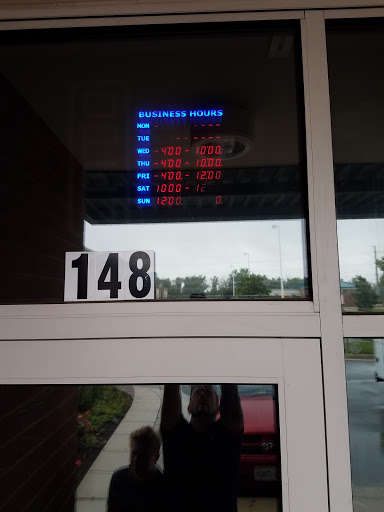 BUSINESS HOURS
MON - - - - -
TUE - - - - - -
WED - 4:00 - 10:00
THU - 4:00 - 10:00
FRI - 4:00 - 12:00
SAT 10:00 - 12
SUN 12:00 0
148